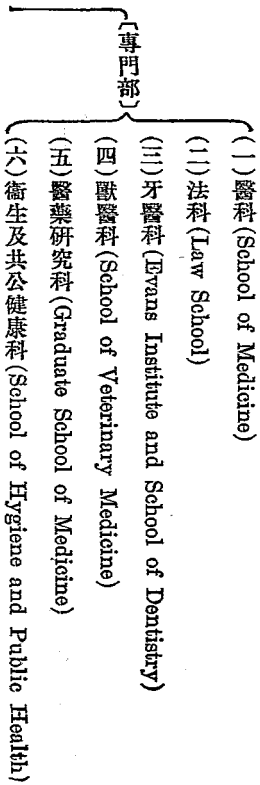 〔專門部〕
(一)醫科(School of Medicine)
(二)法科(Law School)
(三)牙醫科(Evans Institute and School of Dentistry)
(四)獸醫科(School of Veterinary Medicine)
(五)醫藥研究科(Graduate School of Medicine)
(六)衞生及共公健康科(School of Hygiene and Public Health)